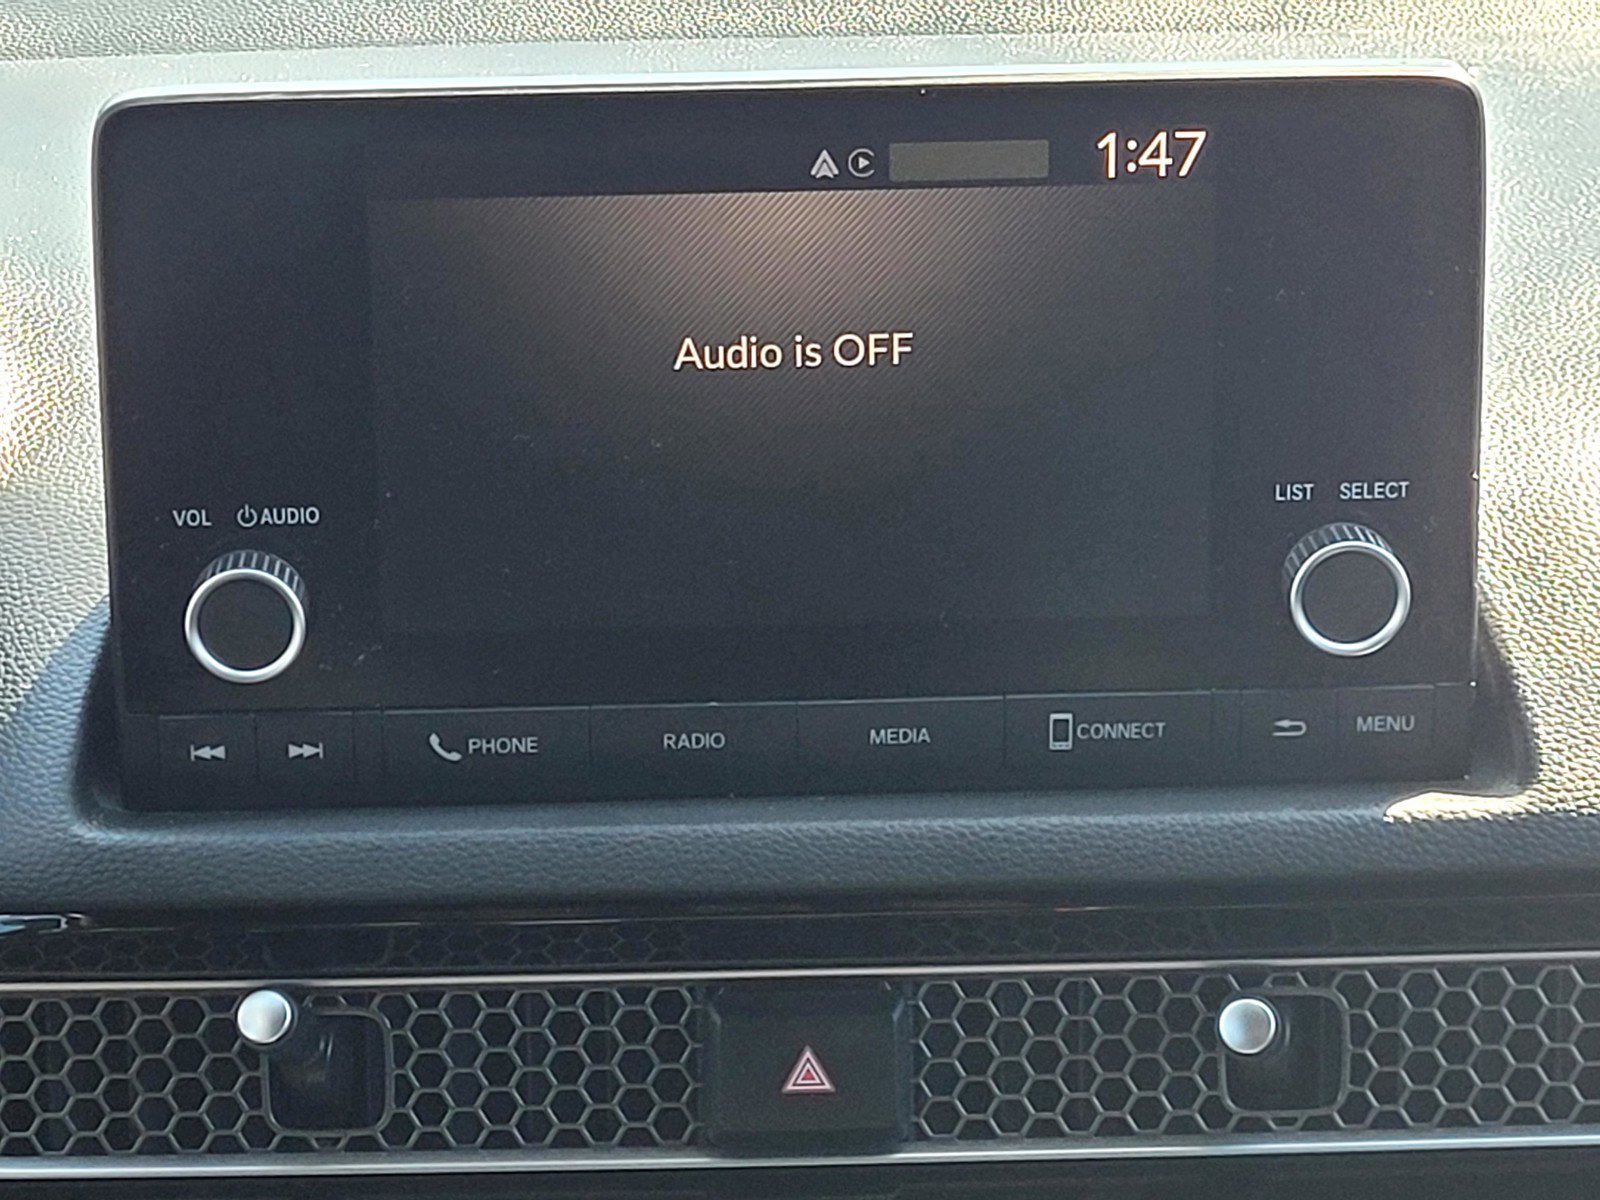 1:47
Audio is OFF
VOL AUDIO
LIST SELECT
PHONE RADIO MEDIA CONNECT MENU